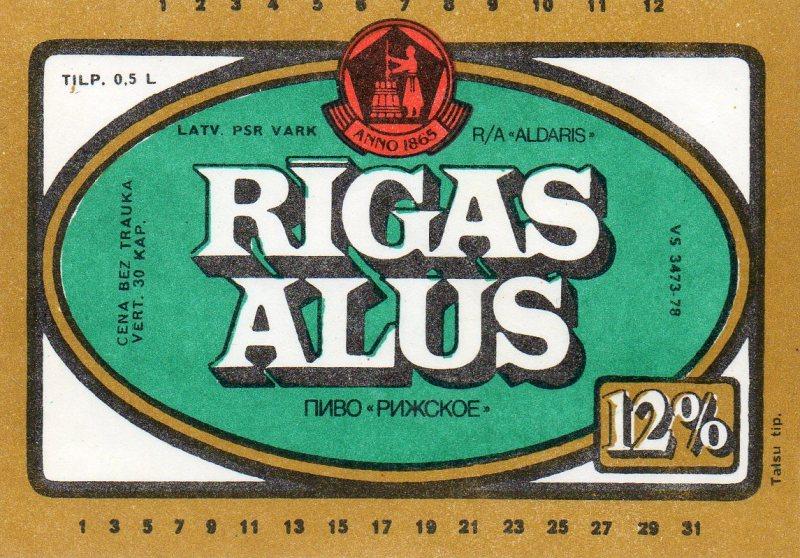 1 2 3 4 5 6 7 8 9 10 11 12
TILP. 0,5 L
LATV. PSR VARK
ANNO 1865
R/A «ALDARIS»
RĪGAS
ALUS
CENA BEZ TRAUKA
VERT. 30 KAP.
VS 3473-78
ПИВО «РИЖСКОЕ»
12%
Talsu tip.
1 3 5 7 9 11 13 15 17 19 21 23 25 27 29 31